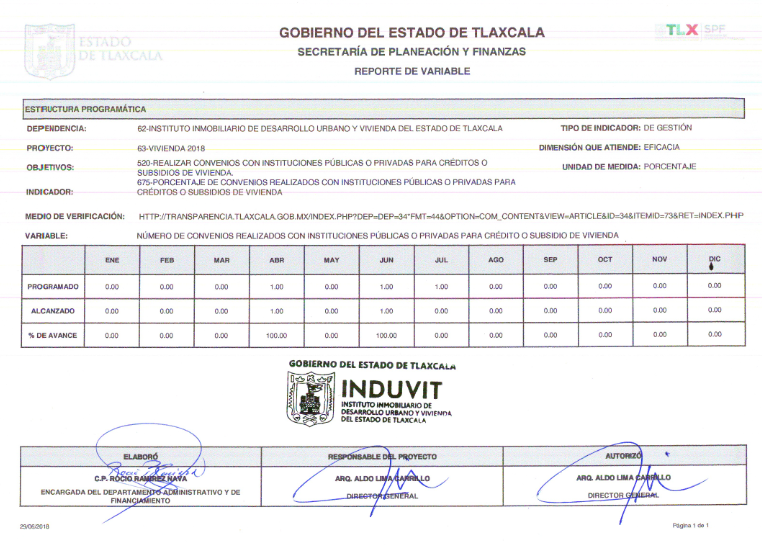 ESTADO
DE TLAXCALA
GOBIERNO DEL ESTADO DE TLAXCALA
SECRETARÍA DE PLANEACIÓN Y FINANZAS
REPORTE DE VARIABLE
TLX SPF
ESTRUCTURA PROGRAMÁTICA
DEPENDENCIA: 62-INSTITUTO INMOBILIARIO DE DESARROLLO URBANO Y VIVIENDA DEL ESTADO DE TLAXCALA TIPO DE INDICADOR: DE GESTIÓN
PROYECTO: 63-VIVIENDA 2018 DIMENSIÓN QUE ATIENDE: EFICACIA
OBJETIVOS: 520-REALIZAR CONVENIOS CON INSTITUCIONES PÚBLICAS O PRIVADAS PARA CRÉDITOS O SUBSIDIOS DE VIVIENDA. UNIDAD DE MEDIDA: PORCENTAJE
INDICADOR: 675-PORCENTAJE DE CONVENIOS REALIZADOS CON INSTITUCIONES PÚBLICAS O PRIVADAS PARA CRÉDITOS O SUBSIDIOS DE VIVIENDA
MEDIO DE VERIFICACIÓN: HTTP://TRANSPARENCIA.TLAXCALA.GOB.MX/INDEX.PHP?DEP=DEP=34*FMT=44&OPTION=COM_CONTENT&VIEW=ARTICLE&ID=34&ITEMID=73&RET=INDEX.PHP
VARIABLE: NÚMERO DE CONVENIOS REALIZADOS CON INSTITUCIONES PÚBLICAS O PRIVADAS PARA CRÉDITO O SUBSIDIO DE VIVIENDA
ENE FEB MAR ABR MAY JUN JUL AGO SEP OCT NOV DIC
PROGRAMADO 0.00 0.00 0.00 1.00 0.00 1.00 1.00 0.00 0.00 0.00 0.00 0.00
ALCANZADO 0.00 0.00 0.00 1.00 0.00 1.00 0.00 0.00 0.00 0.00 0.00 0.00
% DE AVANCE 0.00 0.00 0.00 100.00 0.00 100.00 0.00 0.00 0.00 0.00 0.00 0.00
GOBIERNO DEL ESTADO DE TLAXCALA
INDUVIT
INSTITUTO INMOBILIARIO DE
DESARROLLO URBANO Y VIVIENDA
DEL ESTADO DE TLAXCALA
ELABORÓ RESPONSABLE DEL PROYECTO AUTORIZÓ
C.P. ROCIO RAMIREZ NAVA ARQ. ALDO LIMA CARRILLO ARQ. ALDO LIMA CARRILLO
ENCARGADA DEL DEPARTAMENTO ADMINISTRATIVO Y DE FINANCIAMIENTO DIRECTOR GENERAL DIRECTOR GENERAL
29/06/2018 Página 1 de 1